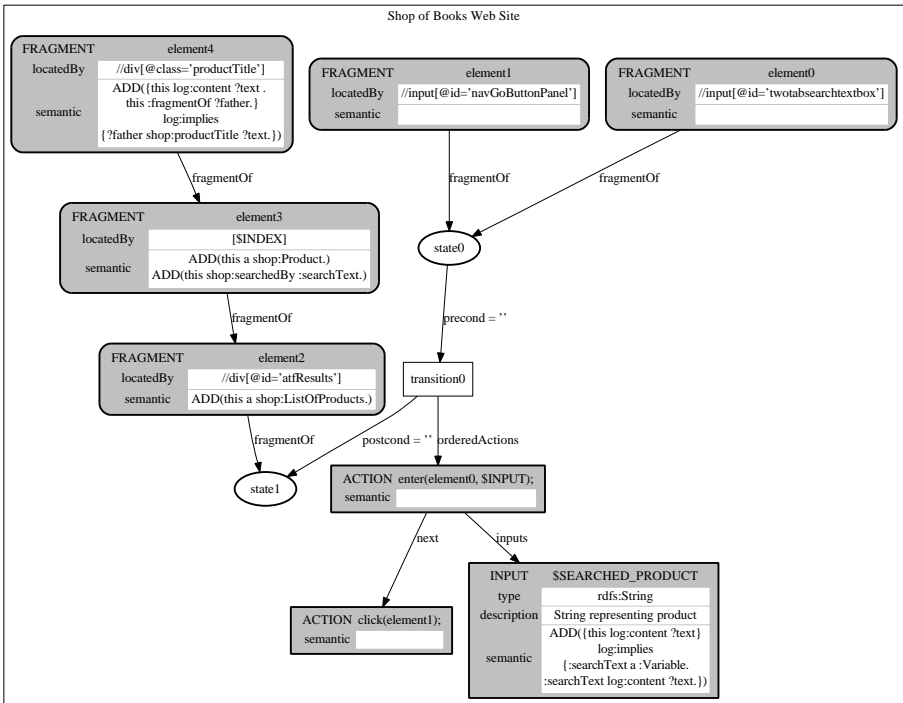 Shop of Books Web Site
FRAGMENT element4
locatedBy //div[@class='productTitle']
semantic ADD({this log:content ?text .
this :fragmentOf ?father.}
log:implies
{?father shop:productTitle ?text.})
FRAGMENT element1
locatedBy //input[@id='navGoButtonPanel']
semantic
FRAGMENT element0
locatedBy //input[@id='twotabsearchtextbox']
semantic
fragmentOf
fragmentOf
fragmentOf
FRAGMENT element3
locatedBy [$INDEX]
semantic ADD(this a shop:Product.)
ADD(this shop:searchedBy :searchText.)
state0
fragmentOf
precond = ''
FRAGMENT element2
locatedBy //div[@id='atfResults']
semantic ADD(this a shop:ListOfProducts.)
transition0
fragmentOf
postcond = ''
orderedActions
state1
ACTION enter(element0, $INPUT);
semantic
next
inputs
ACTION click(element1);
semantic
INPUT $SEARCHED_PRODUCT
type rdfs:String
description String representing product
semantic ADD({this log:content ?text}
log:implies
{:searchText a :Variable.
:searchText log:content ?text.})